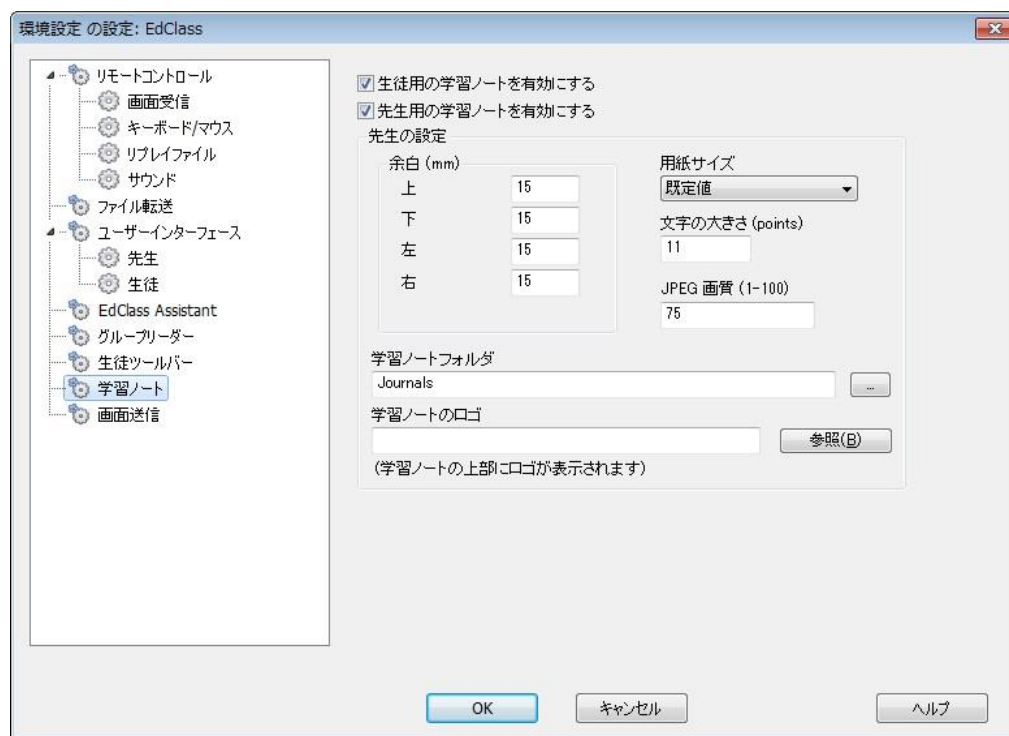 環境設定 の設定: EdClass
リモートコントロール
画面受信
キーボード/マウス
リプレイファイル
サウンド
ファイル転送
ユーザーインターフェース
先生
生徒
EdClass Assistant
グループリーダー
生徒ツールバー
学習ノート
画面送信
生徒用の学習ノートを有効にする
先生用の学習ノートを有効にする
先生の設定
余白 (mm)
上 15
下 15
左 15
右 15
用紙サイズ
既定値
文字の大きさ (points)
11
JPEG 画質 (1-100)
75
学習ノートフォルダ
Journals
...
学習ノートのロゴ
参照(B)
(学習ノートの上部にロゴが表示されます)
OK
キャンセル
ヘルプ